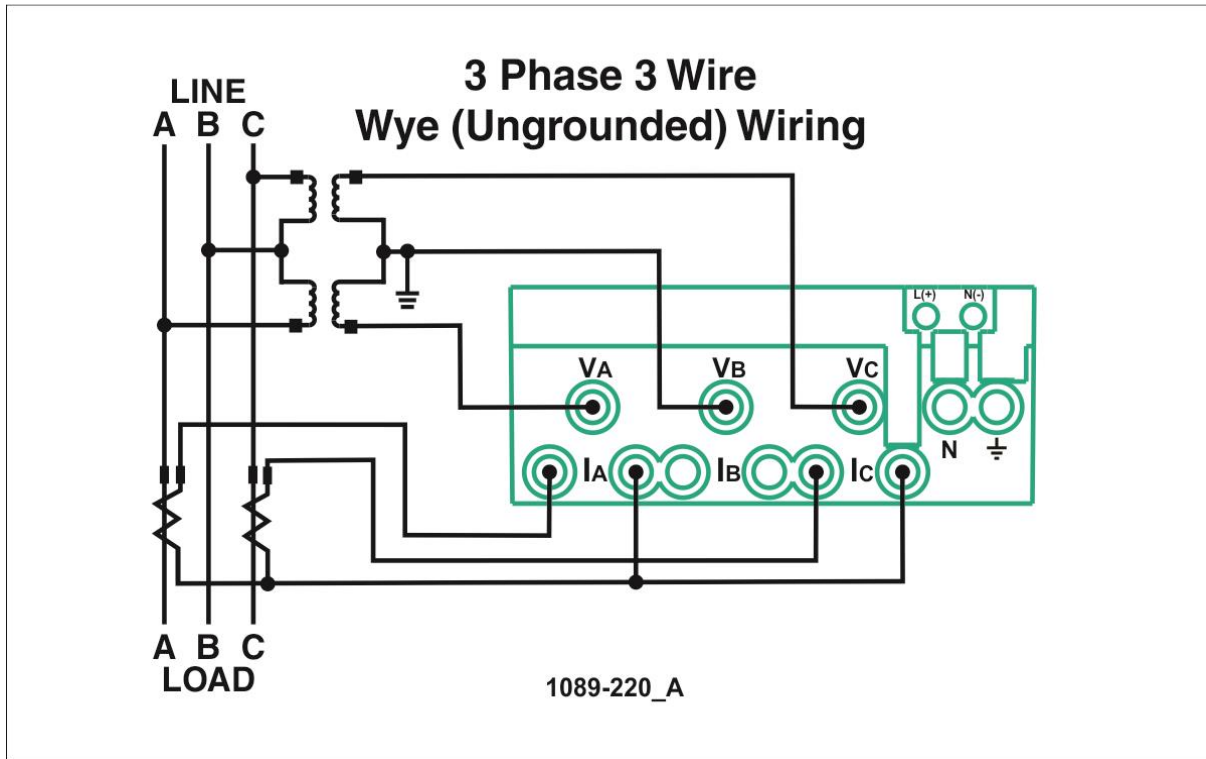 3 Phase 3 Wire
Wye (Ungrounded) Wiring
LINE
A B C
L(+) N(-)
VA VB VC
IA IB IC N
A B C
LOAD
1089-220_A